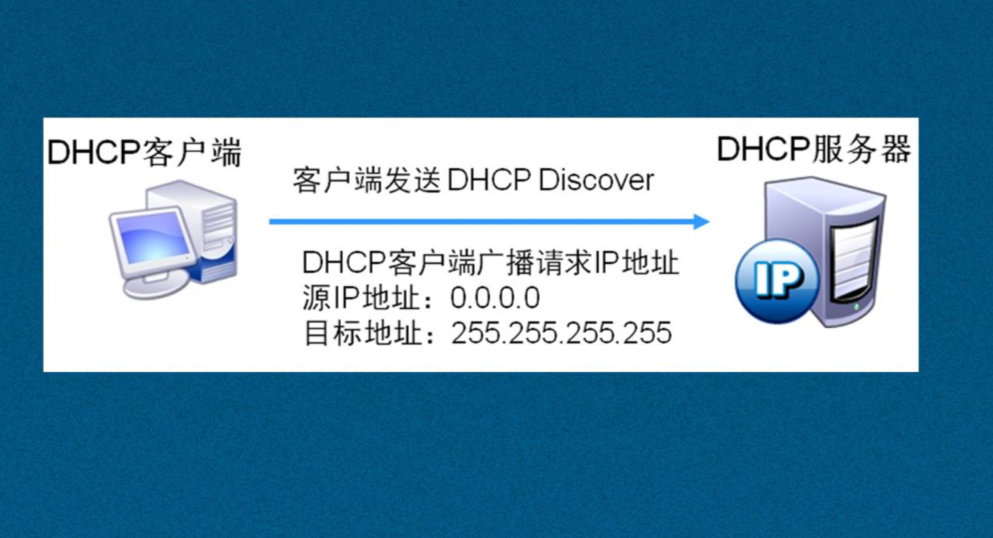 DHCP客户端
DHCP服务器
客户端发送 DHCP Discover
DHCP客户端广播请求IP地址
源IP地址：0.0.0.0
目标地址：255.255.255.255
IP